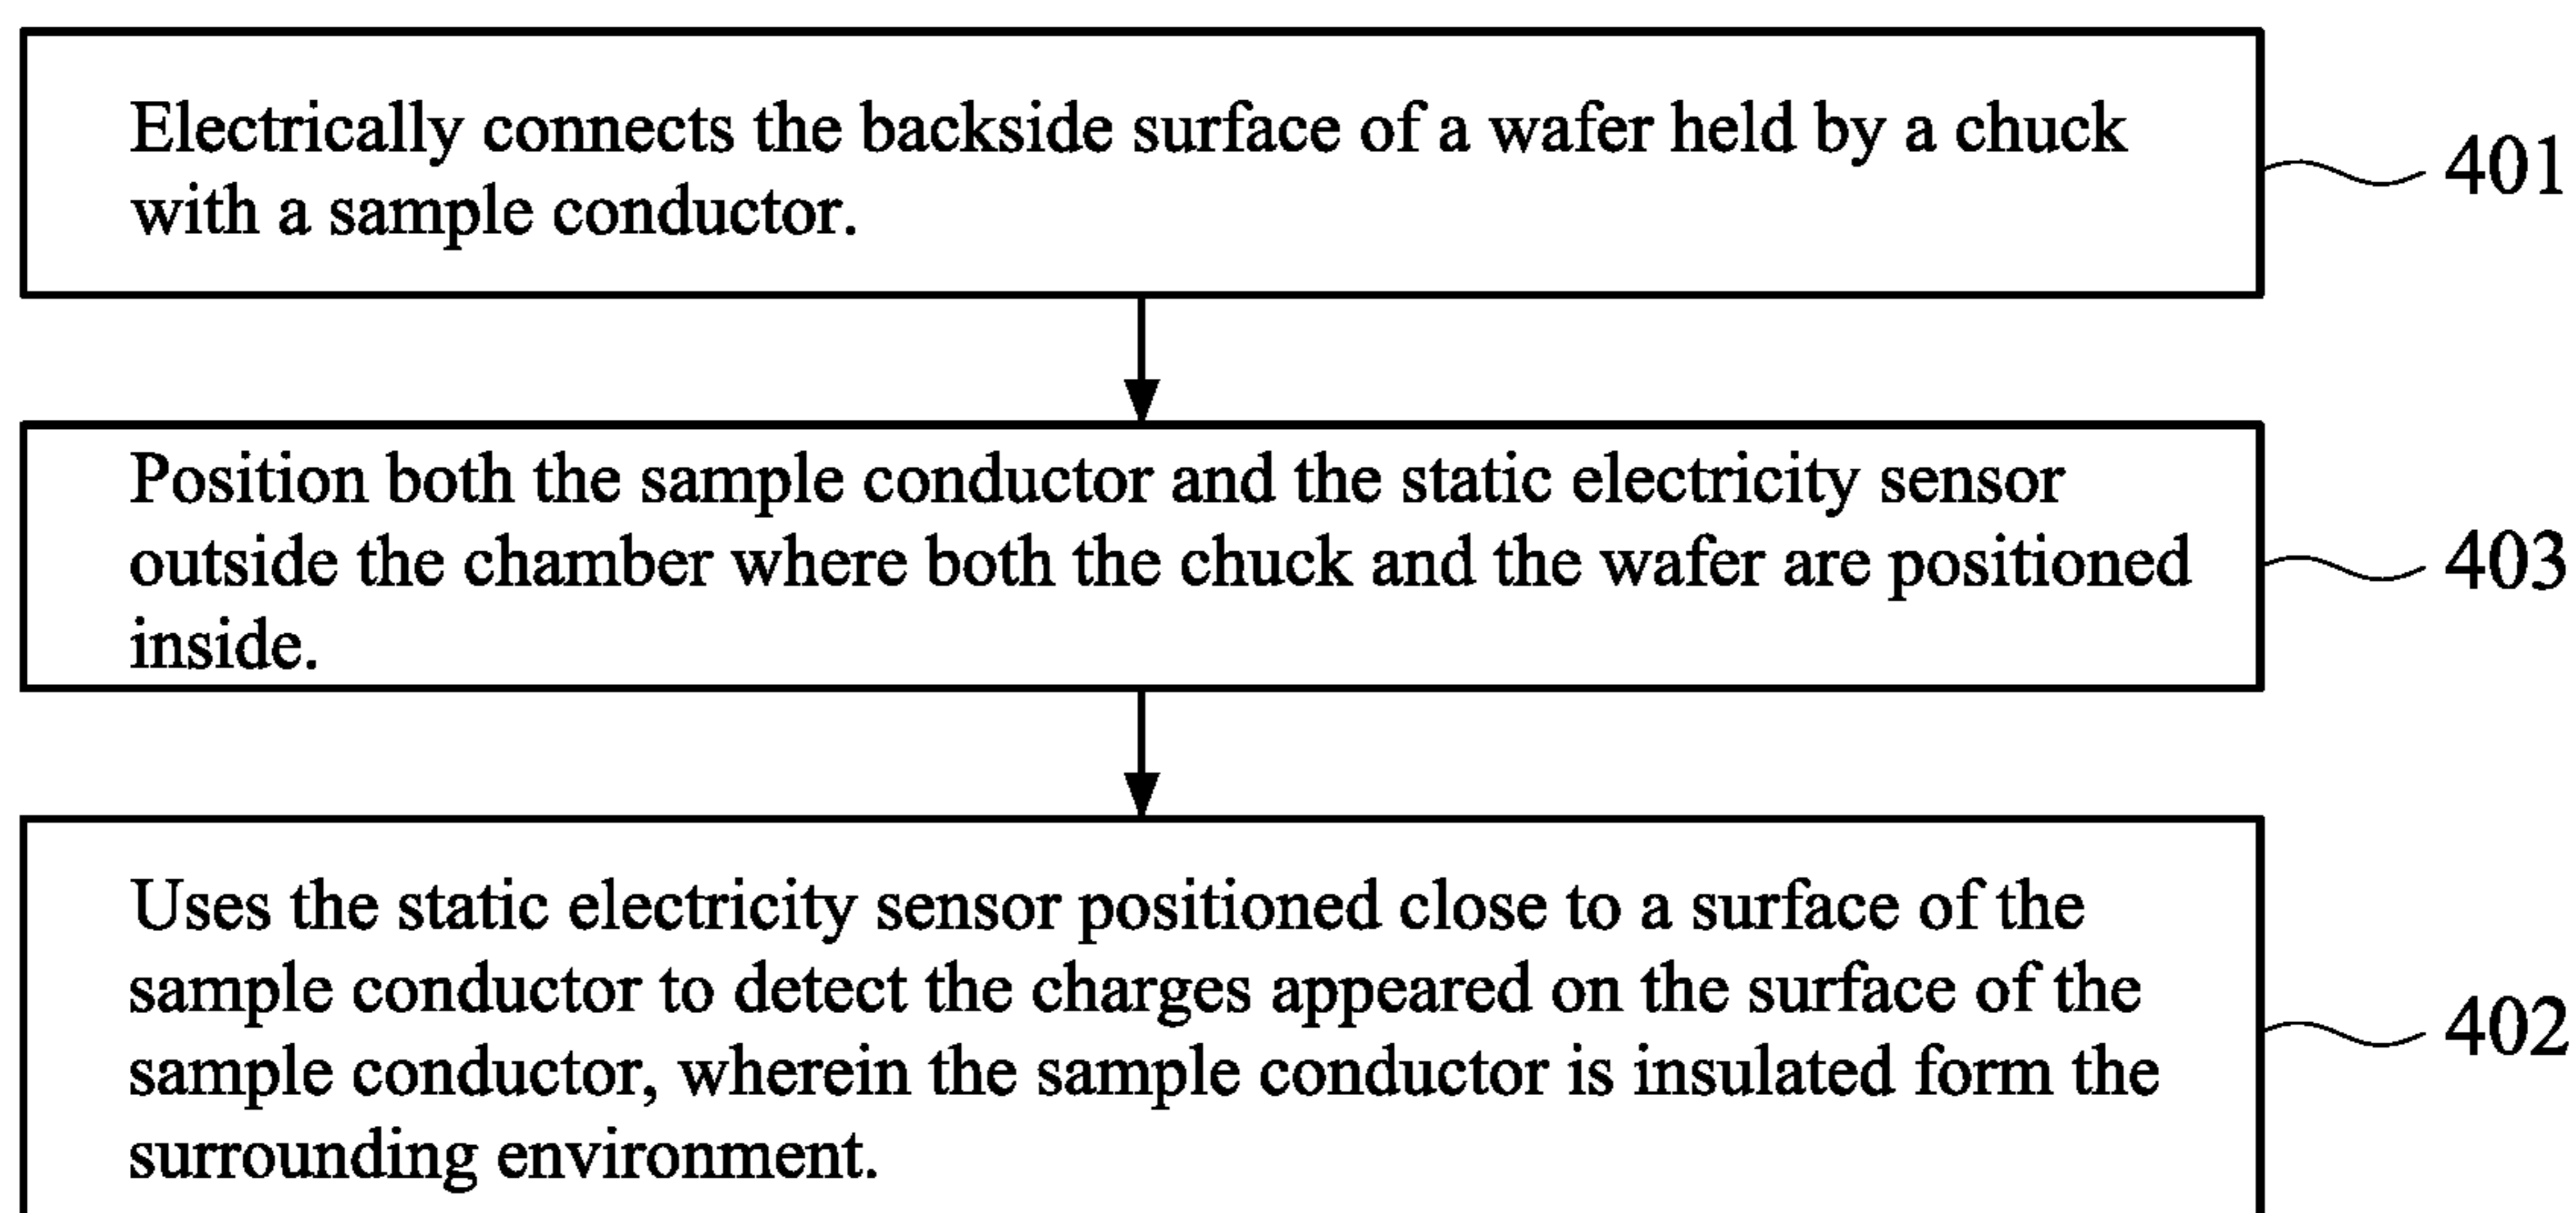 Electrically connects the backside surface of a wafer held by a chuck
with a sample conductor.
401
Position both the sample conductor and the static electricity sensor
outside the chamber where both the chuck and the wafer are positioned
inside.
403
Uses the static electricity sensor positioned close to a surface of the
sample conductor to detect the charges appeared on the surface of the
sample conductor, wherein the sample conductor is insulated form the
surrounding environment.
402